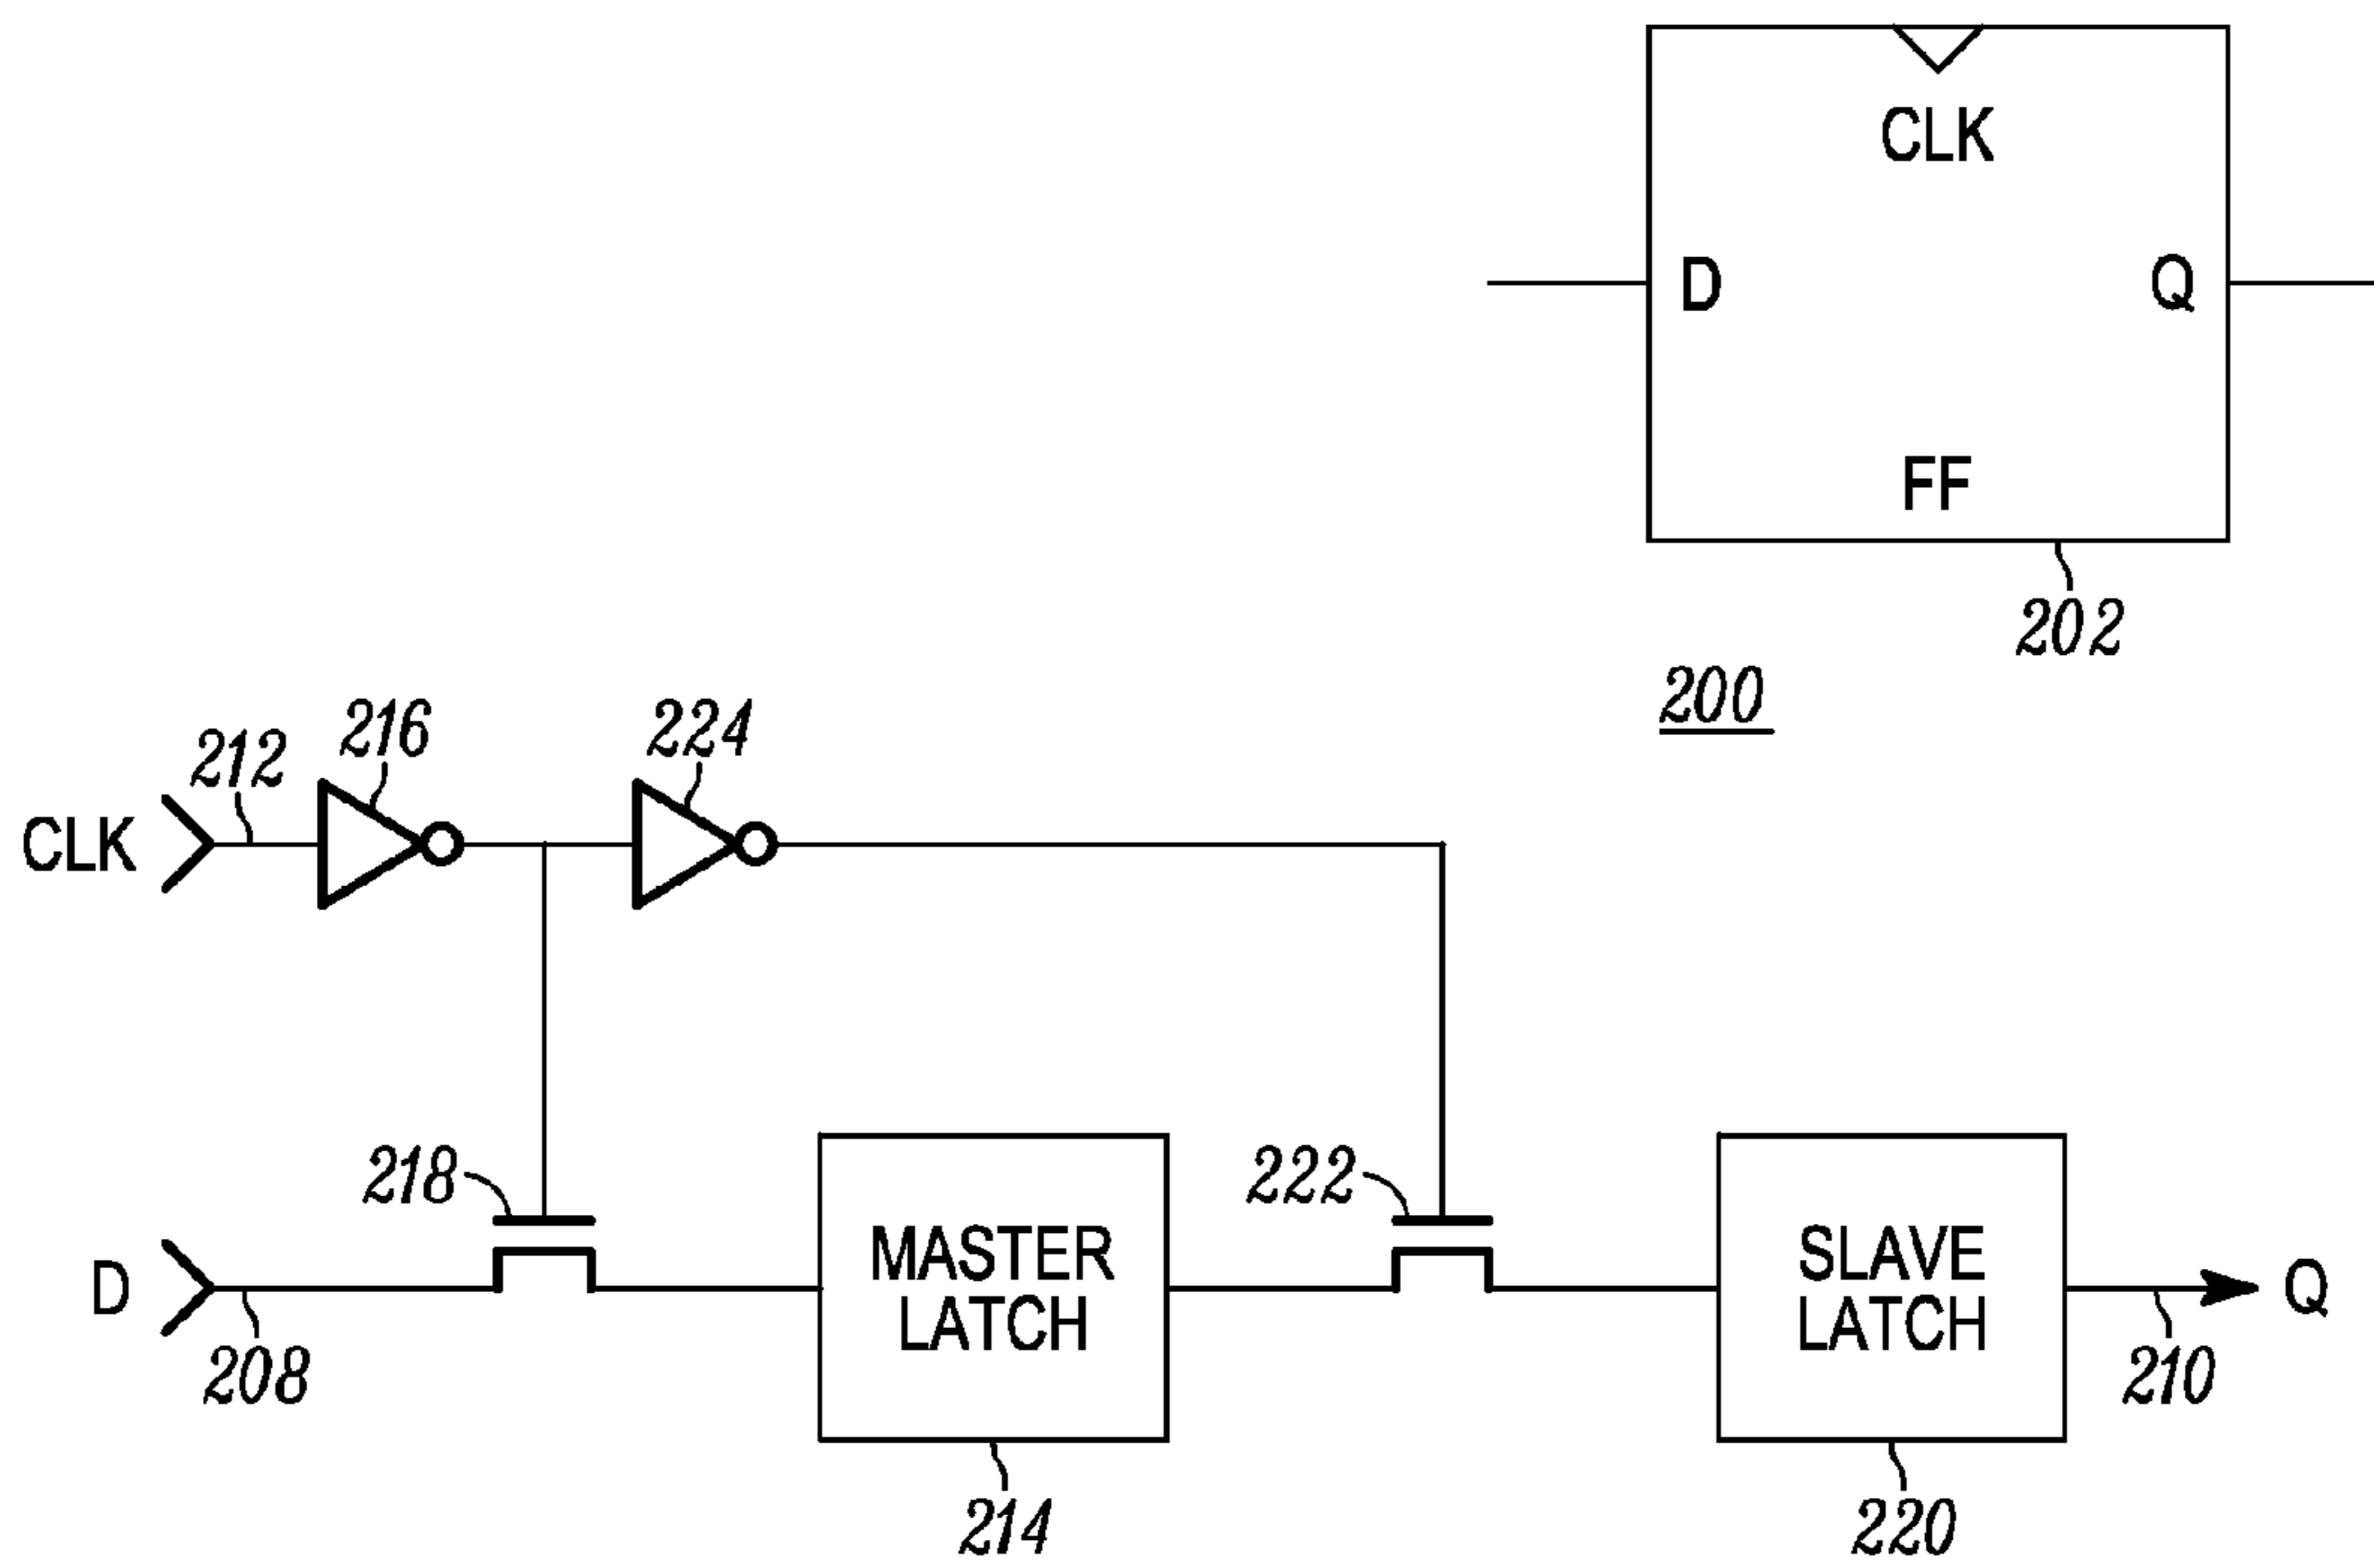 CLK
D
Q
FF
202
200
212
216
224
CLK
218
222
MASTER
LATCH
SLAVE
LATCH
D
Q
208
210
214
220